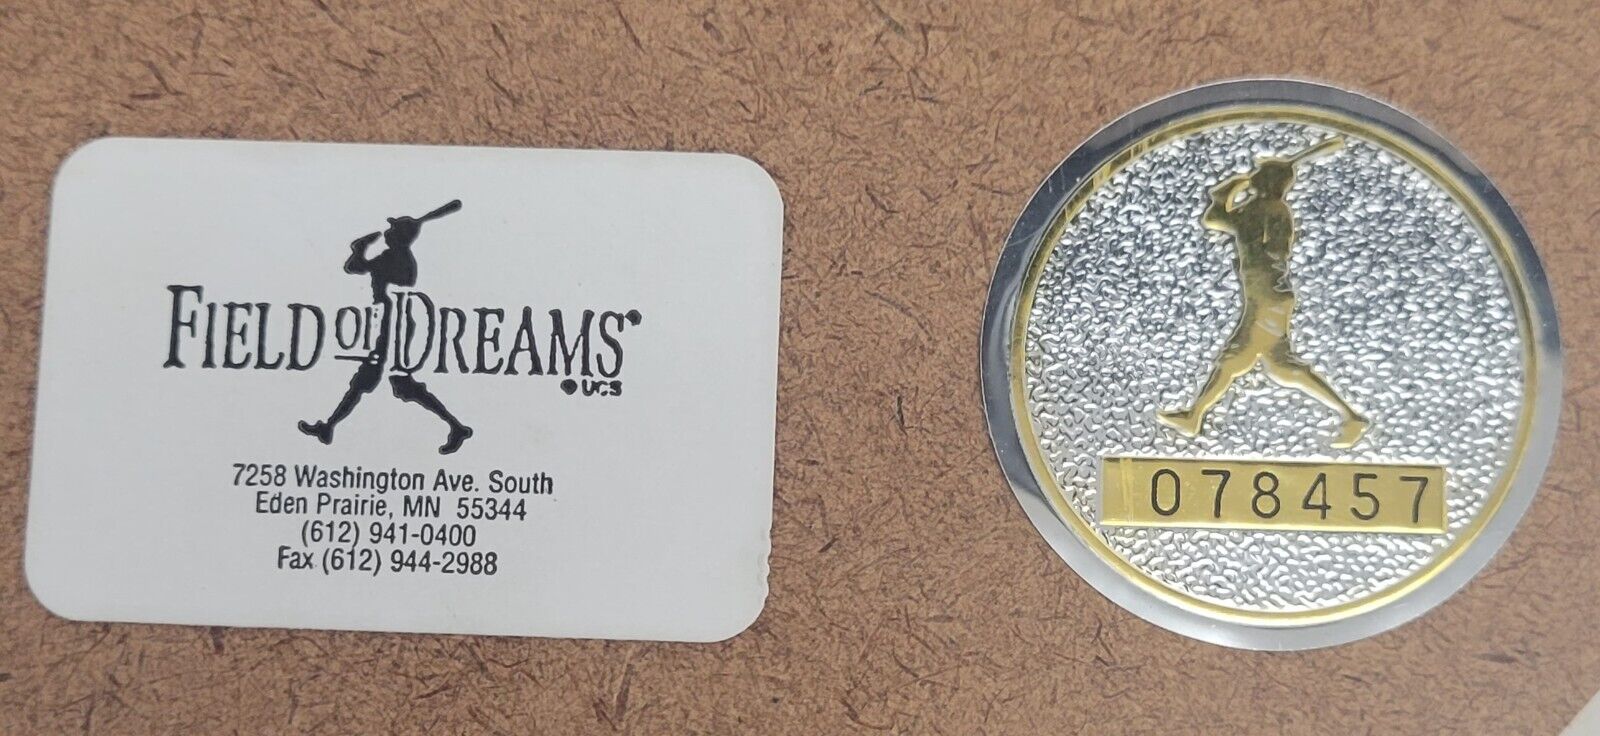 FIELD OF DREAMS
UCS
7258 Washington Ave. South
Eden Prairie, MN 55344
(612) 941-0400
Fax (612) 944-2988
078457